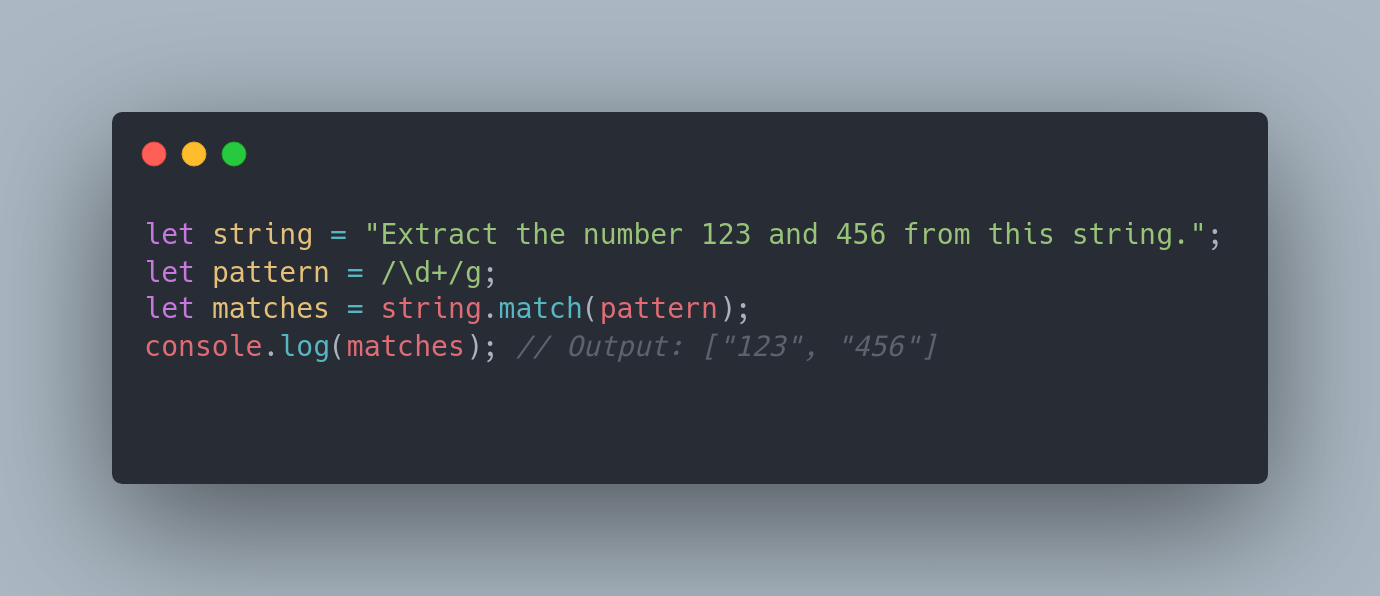 let string = "Extract the number 123 and 456 from this string.";
let pattern = /\d+/g;
let matches = string.match(pattern);
console.log(matches); // Output: ["123", "456"]